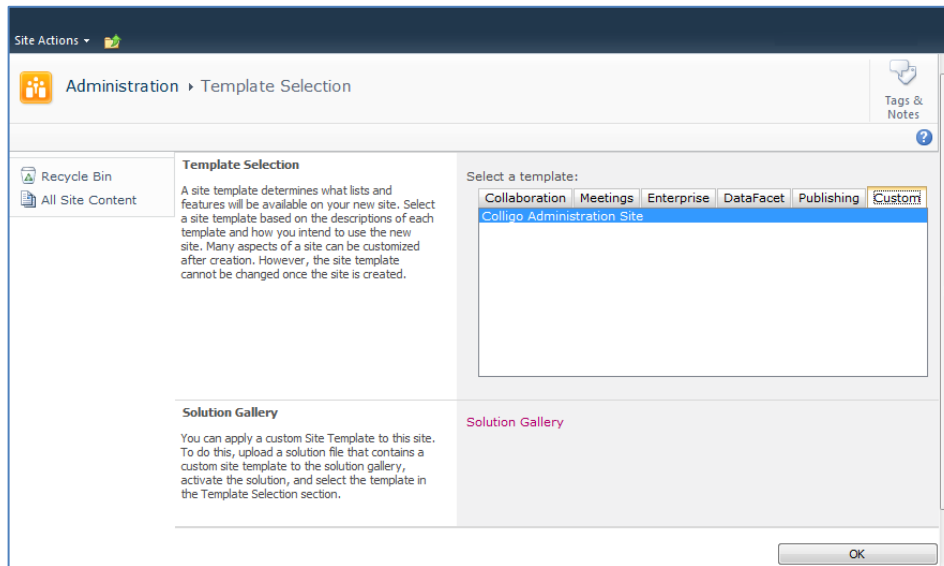 Site Actions
Administration › Template Selection
Tags &
Notes
Recycle Bin
All Site Content
Template Selection
A site template determines what lists and
features will be available on your new site. Select
a site template based on the descriptions of each
template and how you intend to use the new
site. Many aspects of a site can be customized
after creation. However, the site template
cannot be changed once the site is created.
Select a template:
Collaboration Meetings Enterprise DataFacet Publishing Custom
Colligo Administration Site
Solution Gallery
You can apply a custom Site Template to this site.
To do this, upload a solution file that contains a
custom site template to the solution gallery,
activate the solution, and select the template in
the Template Selection section.
Solution Gallery
OK